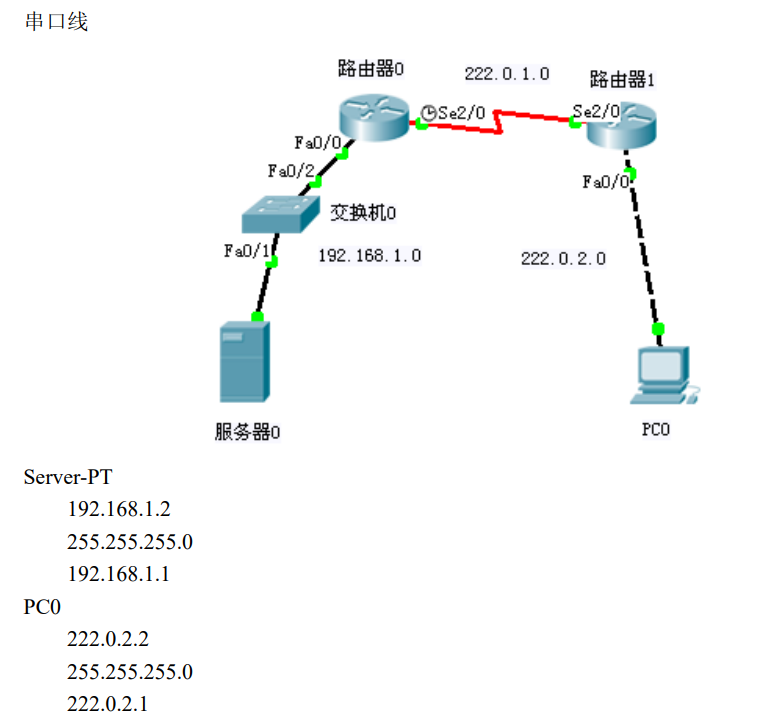 串口线
路由器0
222.0.1.0
路由器1
Se2/0
Se2/0
Fa0/0
Fa0/2
Fa0/0
交换机0
Fa0/1
192.168.1.0
222.0.2.0
服务器0
PC0
Server-PT
192.168.1.2
255.255.255.0
192.168.1.1
PC0
222.0.2.2
255.255.255.0
222.0.2.1